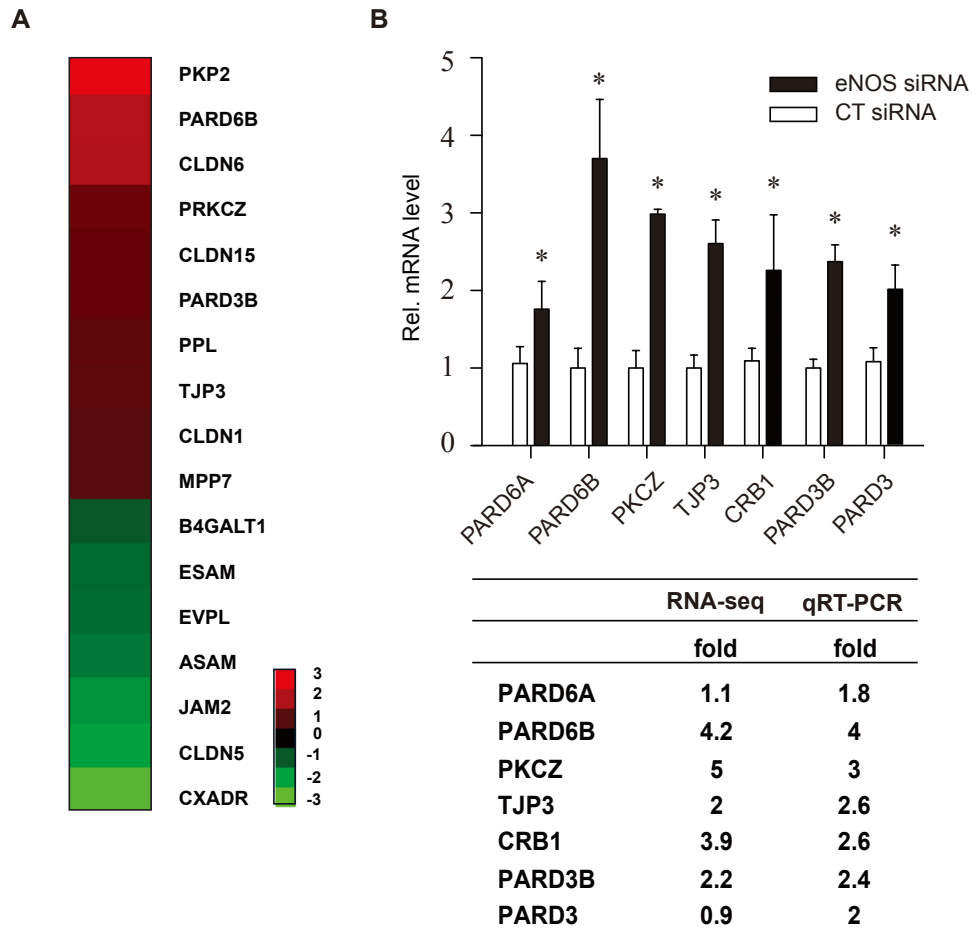 A
PKP2
PARD6B
CLDN6
PRKCZ
CLDN15
PARD3B
PPL
TJP3
CLDN1
MPP7
B4GALT1
ESAM
EVPL
ASAM
JAM2
CLDN5
CXADR
3
2
1
0
-1
-2
-3
B
Rel. mRNA level
5
4
3
2
1
0
* * * * * * *
eNOS siRNA
CT siRNA
PARD6A PARD6B PKCZ TJP3 CRB1 PARD3B PARD3
RNA-seq qRT-PCR
fold fold
PARD6A 1.1 1.8
PARD6B 4.2 4
PKCZ 5 3
TJP3 2 2.6
CRB1 3.9 2.6
PARD3B 2.2 2.4
PARD3 0.9 2